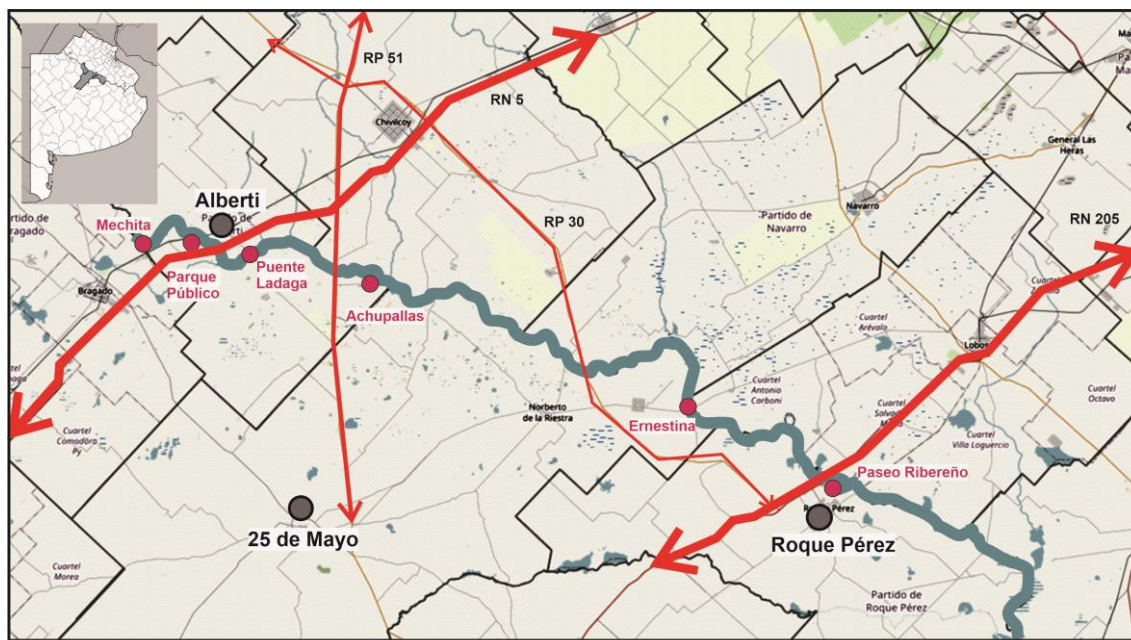 RP 51
RN 5
Chivilcoy
General Las
Heras
Alberti
Partido de
Mechita
Navarro
Partido de
Navarro
RP 30
RN 205
Parque
Público
Puente
Ladaga
Bragado
Achupallas
Cuartel
Arévalo
Lobos
Cuartel
Antonio
Carboni
Norberto
de la Riestra
Ernestina
Cuartel
Octavo
Cuartel
Comodoro
Py
Cuartel
Villa Loguercio
Paseo Ribereño
25 de Mayo
Roque Pérez
Cuartel
Morea
Partido de
Roque Pérez